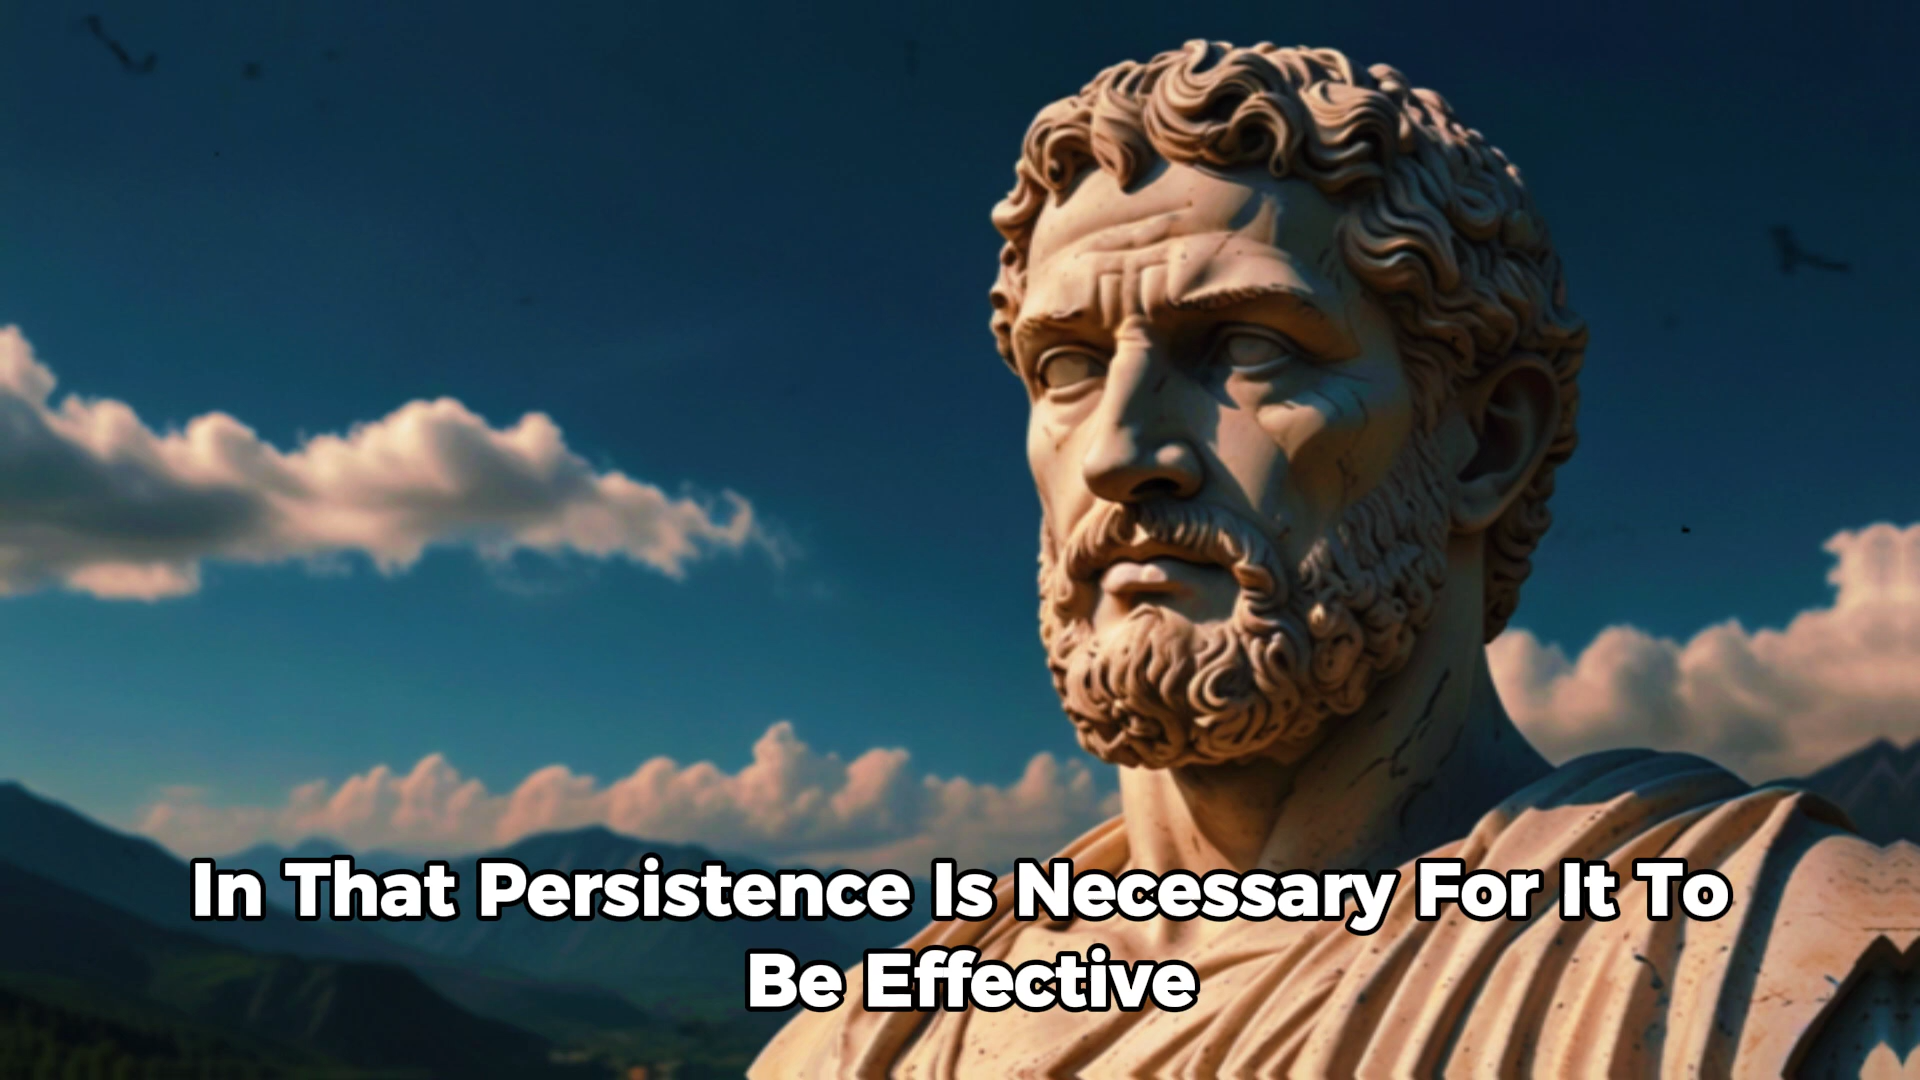 In That Persistence Is Necessary For It To
Be Effective